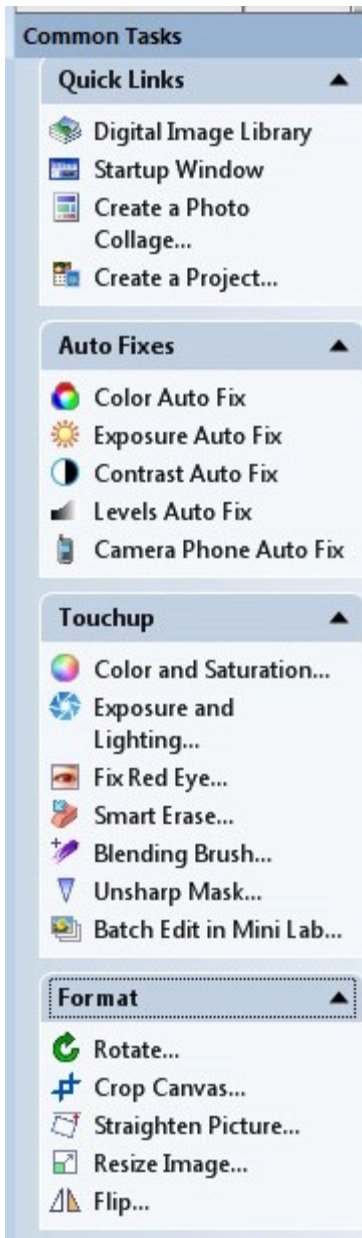 Common Tasks
Quick Links
Digital Image Library
Startup Window
Create a Photo
Collage...
Create a Project...
Auto Fixes
Color Auto Fix
Exposure Auto Fix
Contrast Auto Fix
Levels Auto Fix
Camera Phone Auto Fix
Touchup
Color and Saturation...
Exposure and
Lighting...
Fix Red Eye...
Smart Erase...
Blending Brush...
Unsharp Mask...
Batch Edit in Mini Lab...
Format
Rotate...
Crop Canvas...
Straighten Picture...
Resize Image...
Flip...